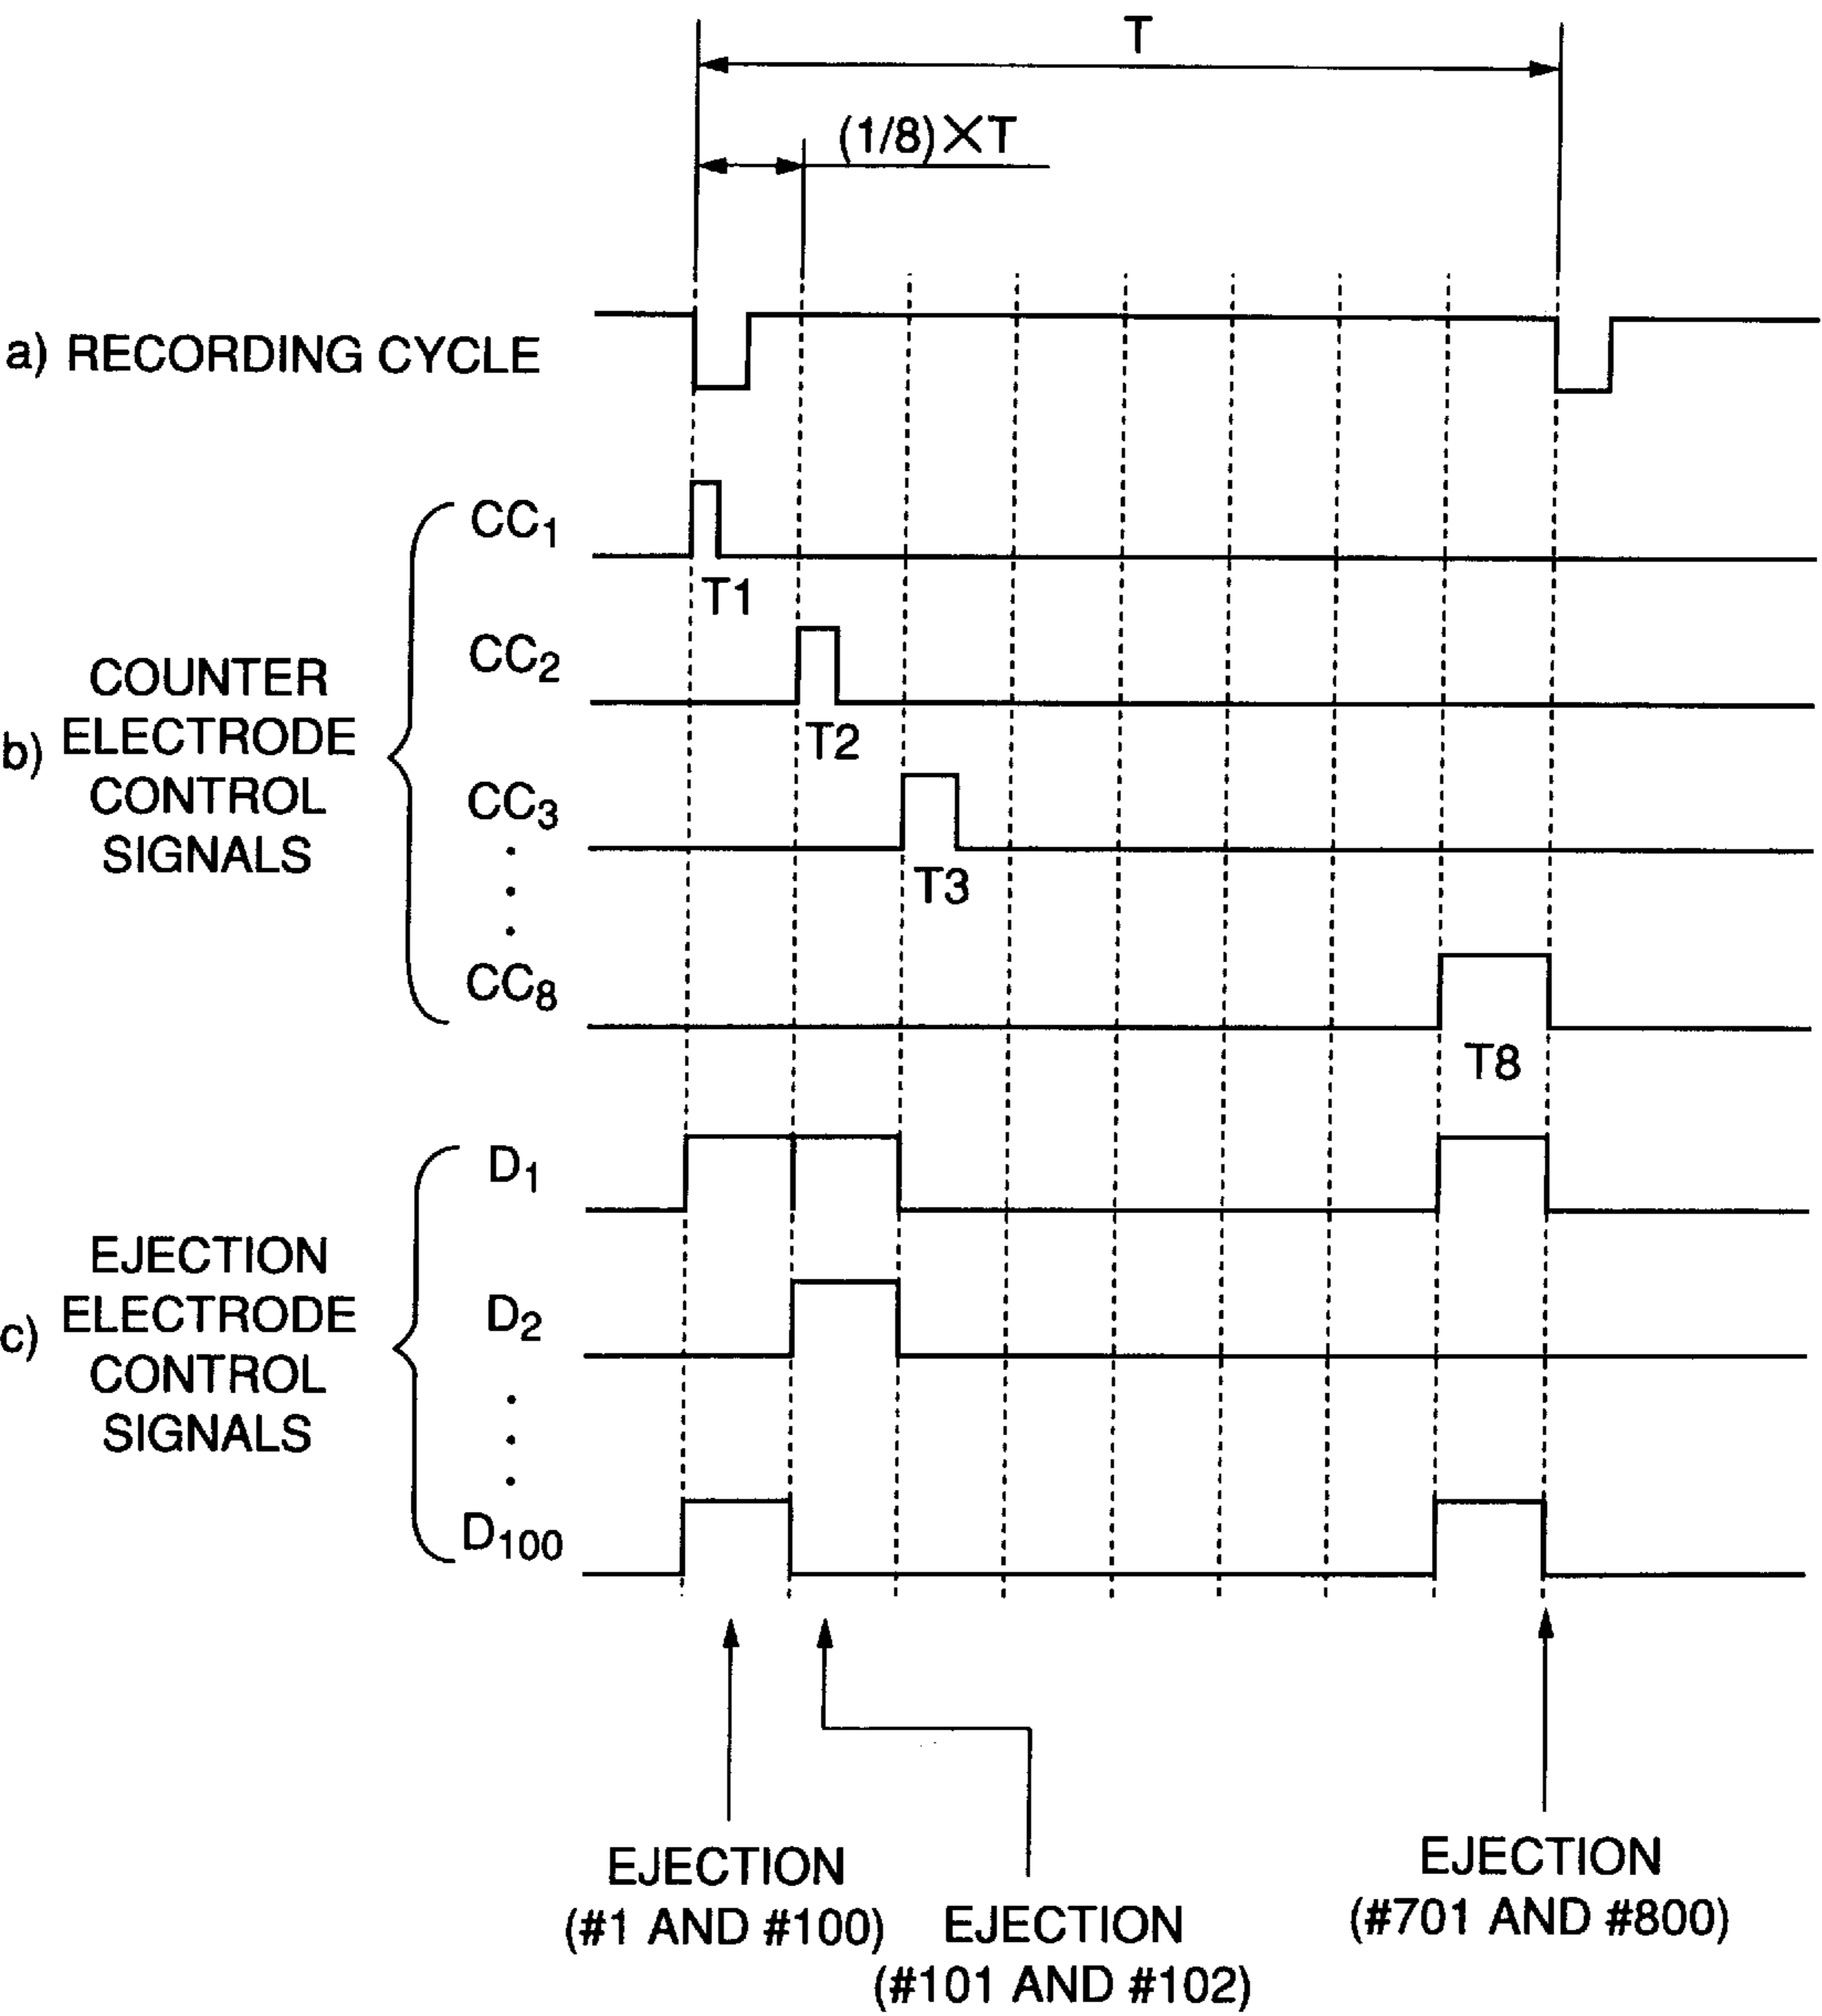 T
(1/8)×T
a) RECORDING CYCLE
CC1
T1
CC2
T2
b) COUNTER
ELECTRODE
CONTROL
SIGNALS
CC3
T3
CC8
T8
D1
c) EJECTION
ELECTRODE
CONTROL
SIGNALS
D2
D100
EJECTION
(#1 AND #100)
EJECTION
(#101 AND #102)
EJECTION
(#701 AND #800)